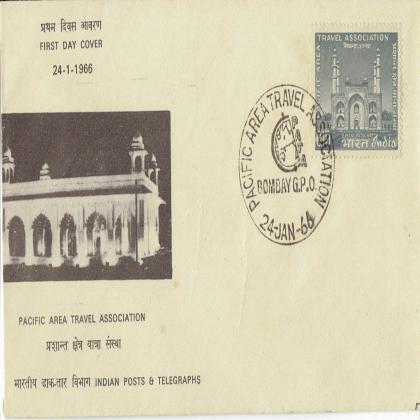 प्रथम दिवस आवरण
FIRST DAY COVER
24-1-1966
PACIFIC AREA TRAVEL ASSOCIATION
BOMBAY G.P.O.
24-JAN-66
PACIFIC AREA
TRAVEL ASSOCIATION
भारत India
PACIFIC AREA TRAVEL ASSOCIATION
प्रशान्त क्षेत्र यात्रा संस्था
भारतीय डाक-तार विभाग INDIAN POSTS & TELEGRAPHS